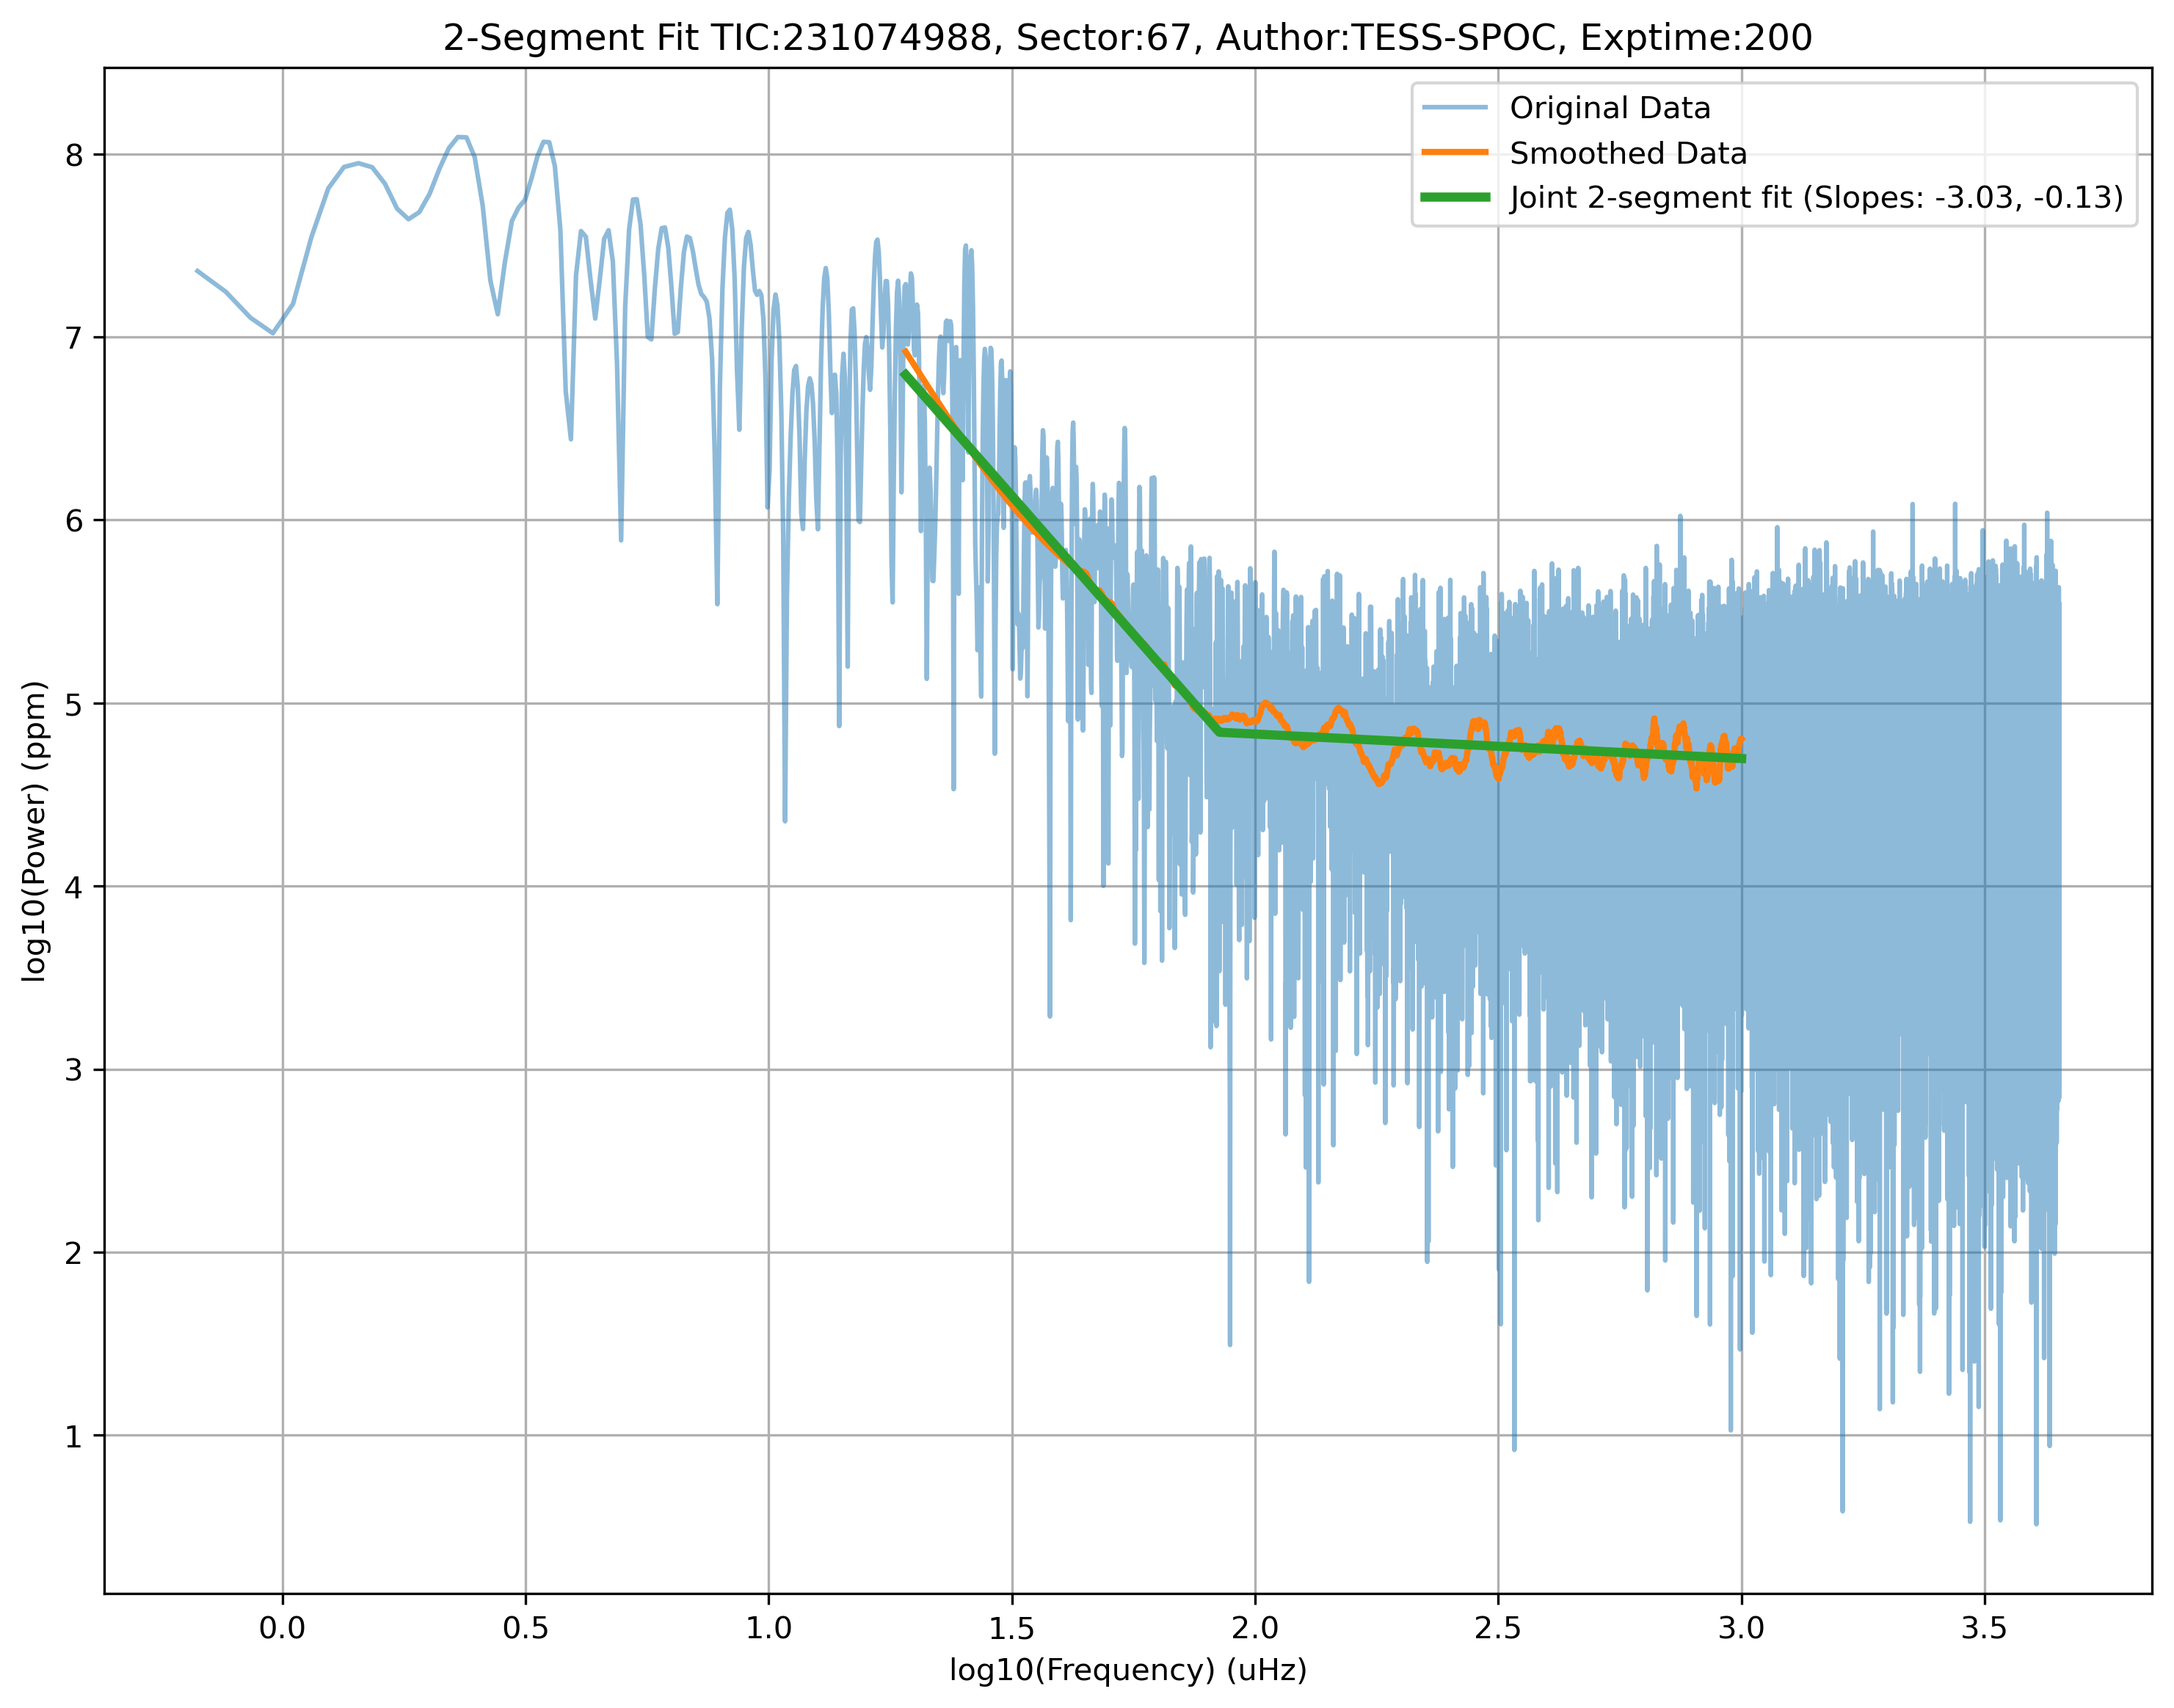 2-Segment Fit TIC:231074988, Sector:67, Author:TESS-SPOC, Exptime:200
Original Data
Smoothed Data
Joint 2-segment fit (Slopes: -3.03, -0.13)
log10(Power) (ppm)
8
7
6
5
4
3
2
1
0.0 0.5 1.0 1.5 2.0 2.5 3.0 3.5
log10(Frequency) (uHz)